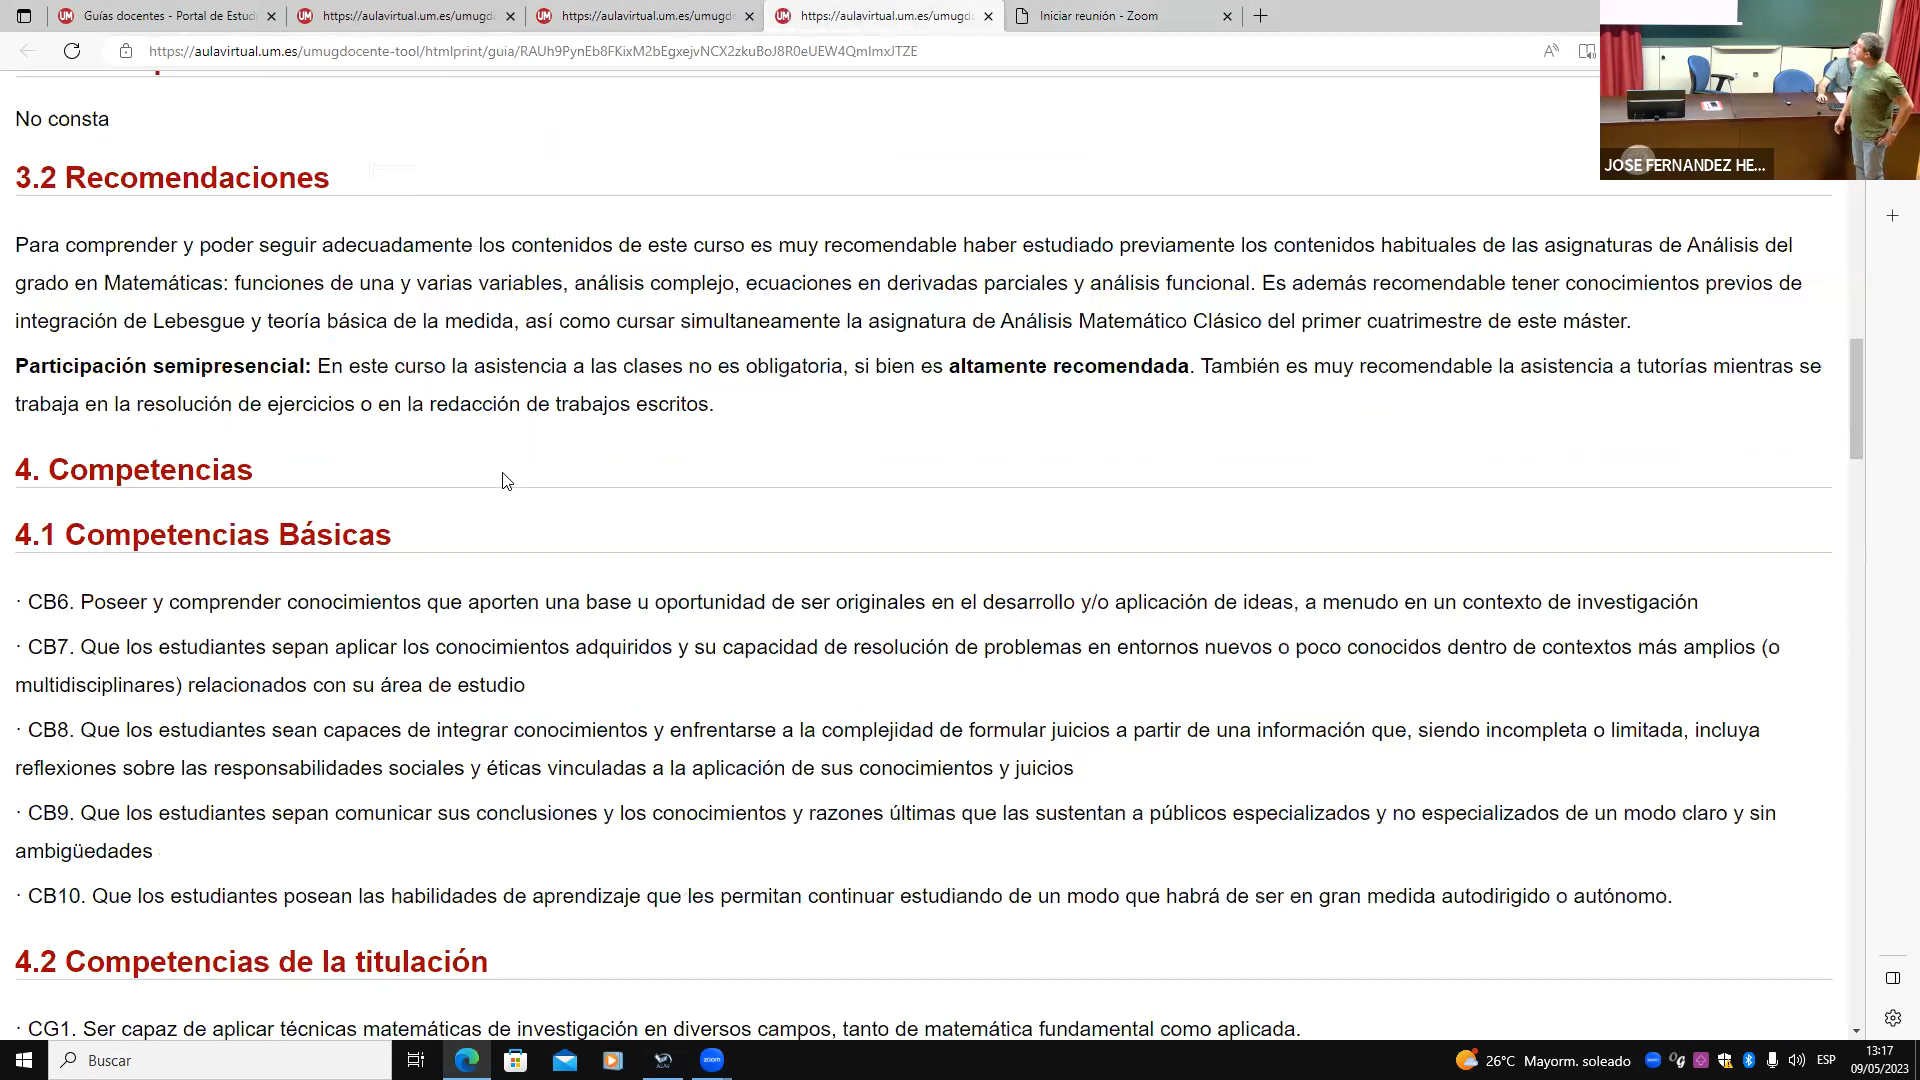 Guías docentes - Portal de Estud
https://aulavirtual.um.es/umugd
https://aulavirtual.um.es/umugd
https://aulavirtual.um.es/umugd
Iniciar reunión - Zoom
https://aulavirtual.um.es/umugdocente-tool/htmlprint/guia/RAUh9PynEb8FKixM2bEgxejvNCX2zkuBoJ8R0eUEW4QmImxJTZE
JOSE FERNANDEZ HE...
No consta
3.2 Recomendaciones
Para comprender y poder seguir adecuadamente los contenidos de este curso es muy recomendable haber estudiado previamente los contenidos habituales de las asignaturas de Análisis del
grado en Matemáticas: funciones de una y varias variables, análisis complejo, ecuaciones en derivadas parciales y análisis funcional. Es además recomendable tener conocimientos previos de
integración de Lebesgue y teoría básica de la medida, así como cursar simultaneamente la asignatura de Análisis Matemático Clásico del primer cuatrimestre de este máster.
Participación semipresencial: En este curso la asistencia a las clases no es obligatoria, si bien es altamente recomendada. También es muy recomendable la asistencia a tutorías mientras se
trabaja en la resolución de ejercicios o en la redacción de trabajos escritos.
4. Competencias
4.1 Competencias Básicas
· CB6. Poseer y comprender conocimientos que aporten una base u oportunidad de ser originales en el desarrollo y/o aplicación de ideas, a menudo en un contexto de investigación
· CB7. Que los estudiantes sepan aplicar los conocimientos adquiridos y su capacidad de resolución de problemas en entornos nuevos o poco conocidos dentro de contextos más amplios (o
multidisciplinares) relacionados con su área de estudio
· CB8. Que los estudiantes sean capaces de integrar conocimientos y enfrentarse a la complejidad de formular juicios a partir de una información que, siendo incompleta o limitada, incluya
reflexiones sobre las responsabilidades sociales y éticas vinculadas a la aplicación de sus conocimientos y juicios
· CB9. Que los estudiantes sepan comunicar sus conclusiones y los conocimientos y razones últimas que las sustentan a públicos especializados y no especializados de un modo claro y sin
ambigüedades
· CB10. Que los estudiantes posean las habilidades de aprendizaje que les permitan continuar estudiando de un modo que habrá de ser en gran medida autodirigido o autónomo.
4.2 Competencias de la titulación
· CG1. Ser capaz de aplicar técnicas matemáticas de investigación en diversos campos, tanto de matemática fundamental como aplicada.
Buscar
26°C Mayorm. soleado
ESP
13:17
09/05/2023